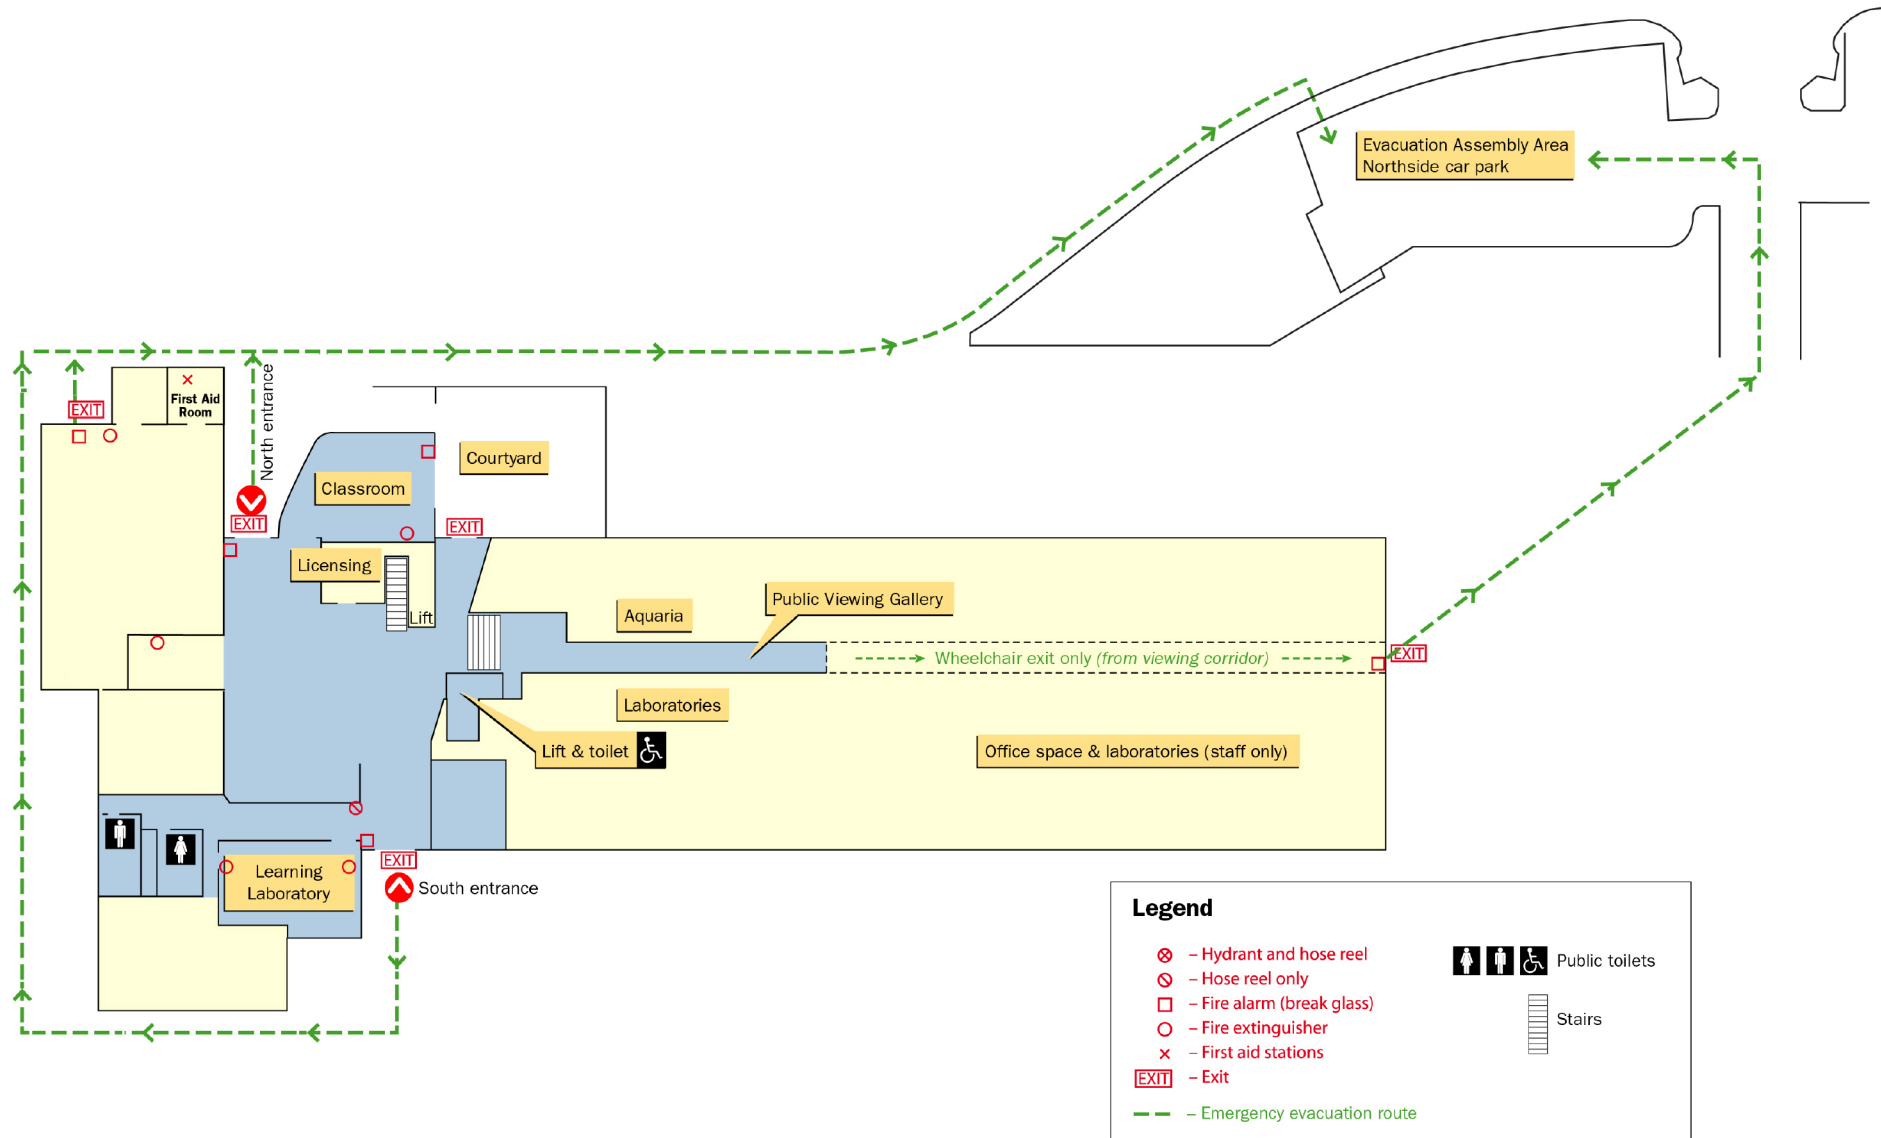 Evacuation Assembly Area
Northside car park
EXIT
First Aid
Room
North entrance
Courtyard
Classroom
EXIT
EXIT
Licensing
Lift
Public Viewing Gallery
Aquaria
Wheelchair exit only (from viewing corridor)
EXIT
Laboratories
Lift & toilet
Office space & laboratories (staff only)
EXIT
Learning
Laboratory
South entrance
Legend
– Hydrant and hose reel
– Hose reel only
– Fire alarm (break glass)
– Fire extinguisher
– First aid stations
EXIT – Exit
– Emergency evacuation route
Public toilets
Stairs